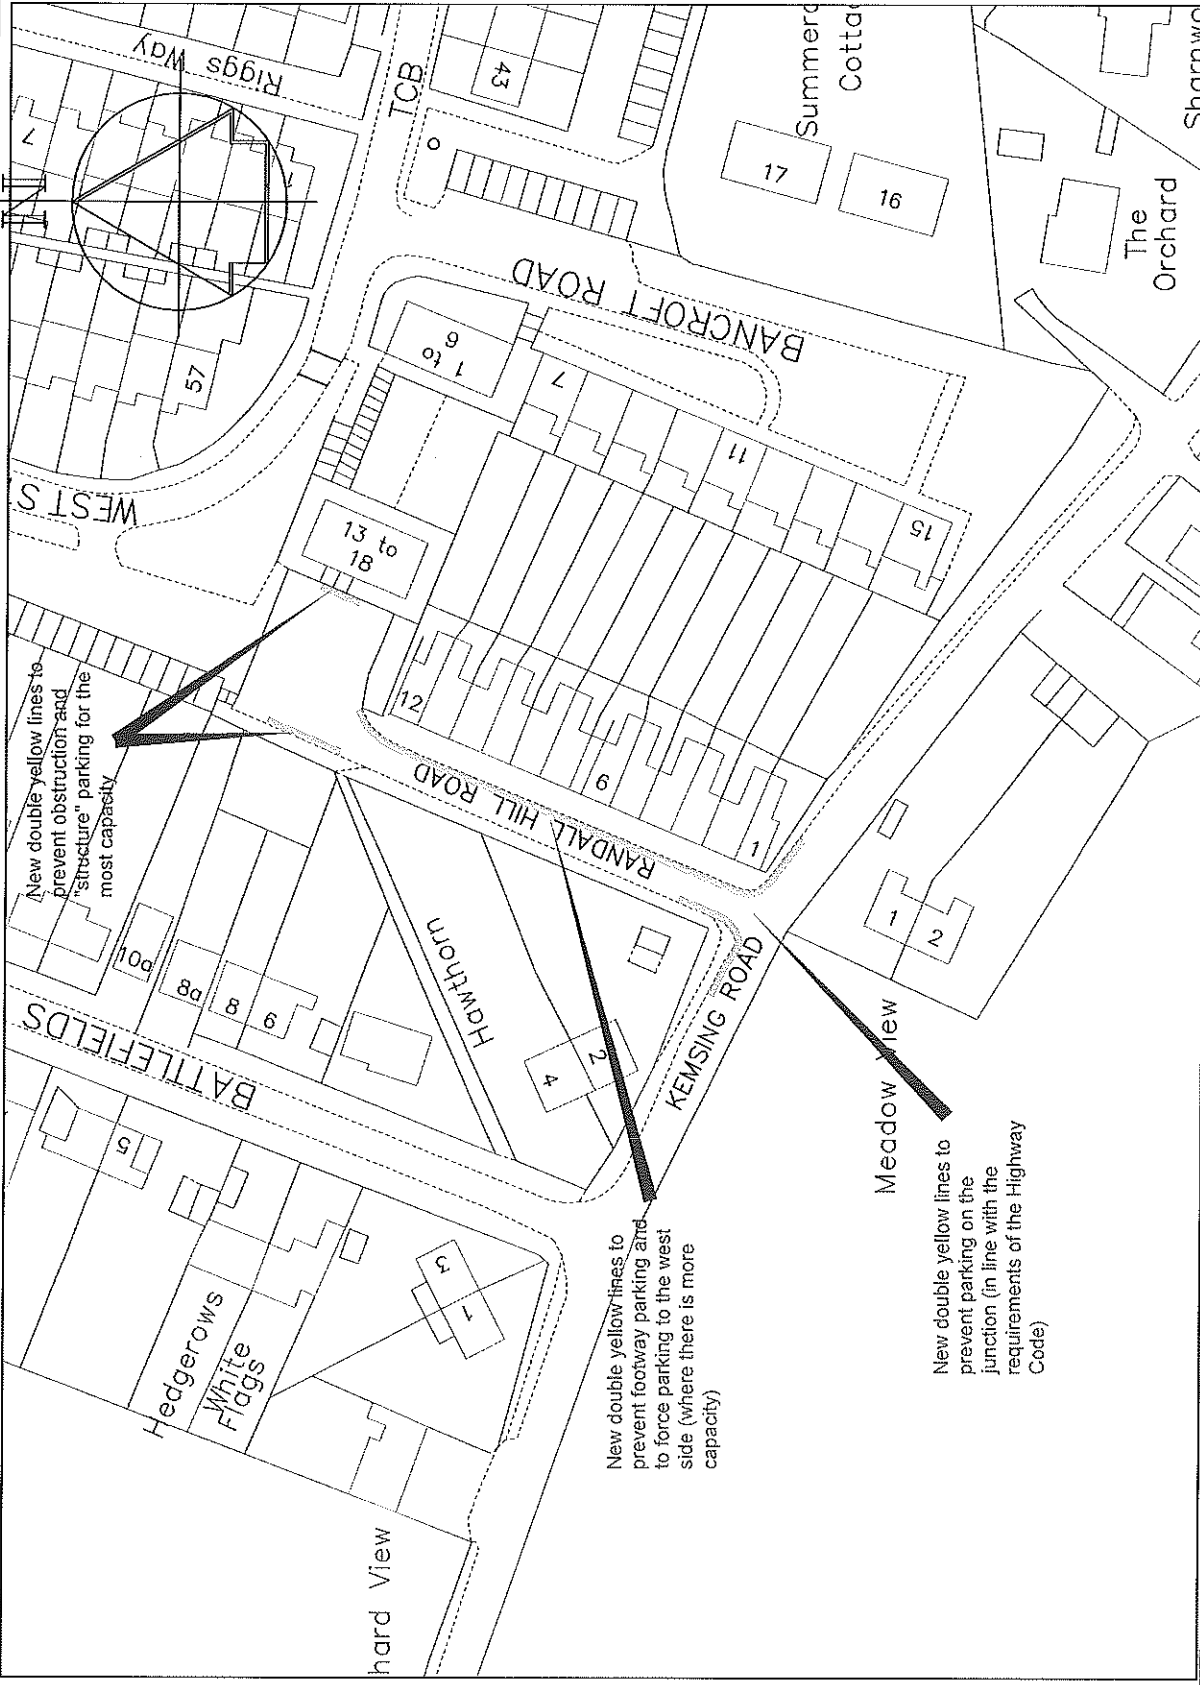 N
Riggs Way
7
7
57
WEST S
TCB
43
Summerc
Cottag
17
16
The
Orchard
Sharnwo
BANCROFT ROAD
1 to
6
7
11
15
13 to
18
12
6
1
RANDALL HILL ROAD
KEMSING ROAD
New double yellow lines to
prevent obstruction and
"structure" parking for the
most capacity
10a
8a
8
6
Hawthorn
4
2
BATTLEFIELDS
5
3
1
Hedgerows
White
Flags
hard View
1
2
Meadow View
New double yellow lines to
prevent footway parking and
to force parking to the west
side (where there is more
capacity)
New double yellow lines to
prevent parking on the
junction (in line with the
requirements of the Highway
Code)